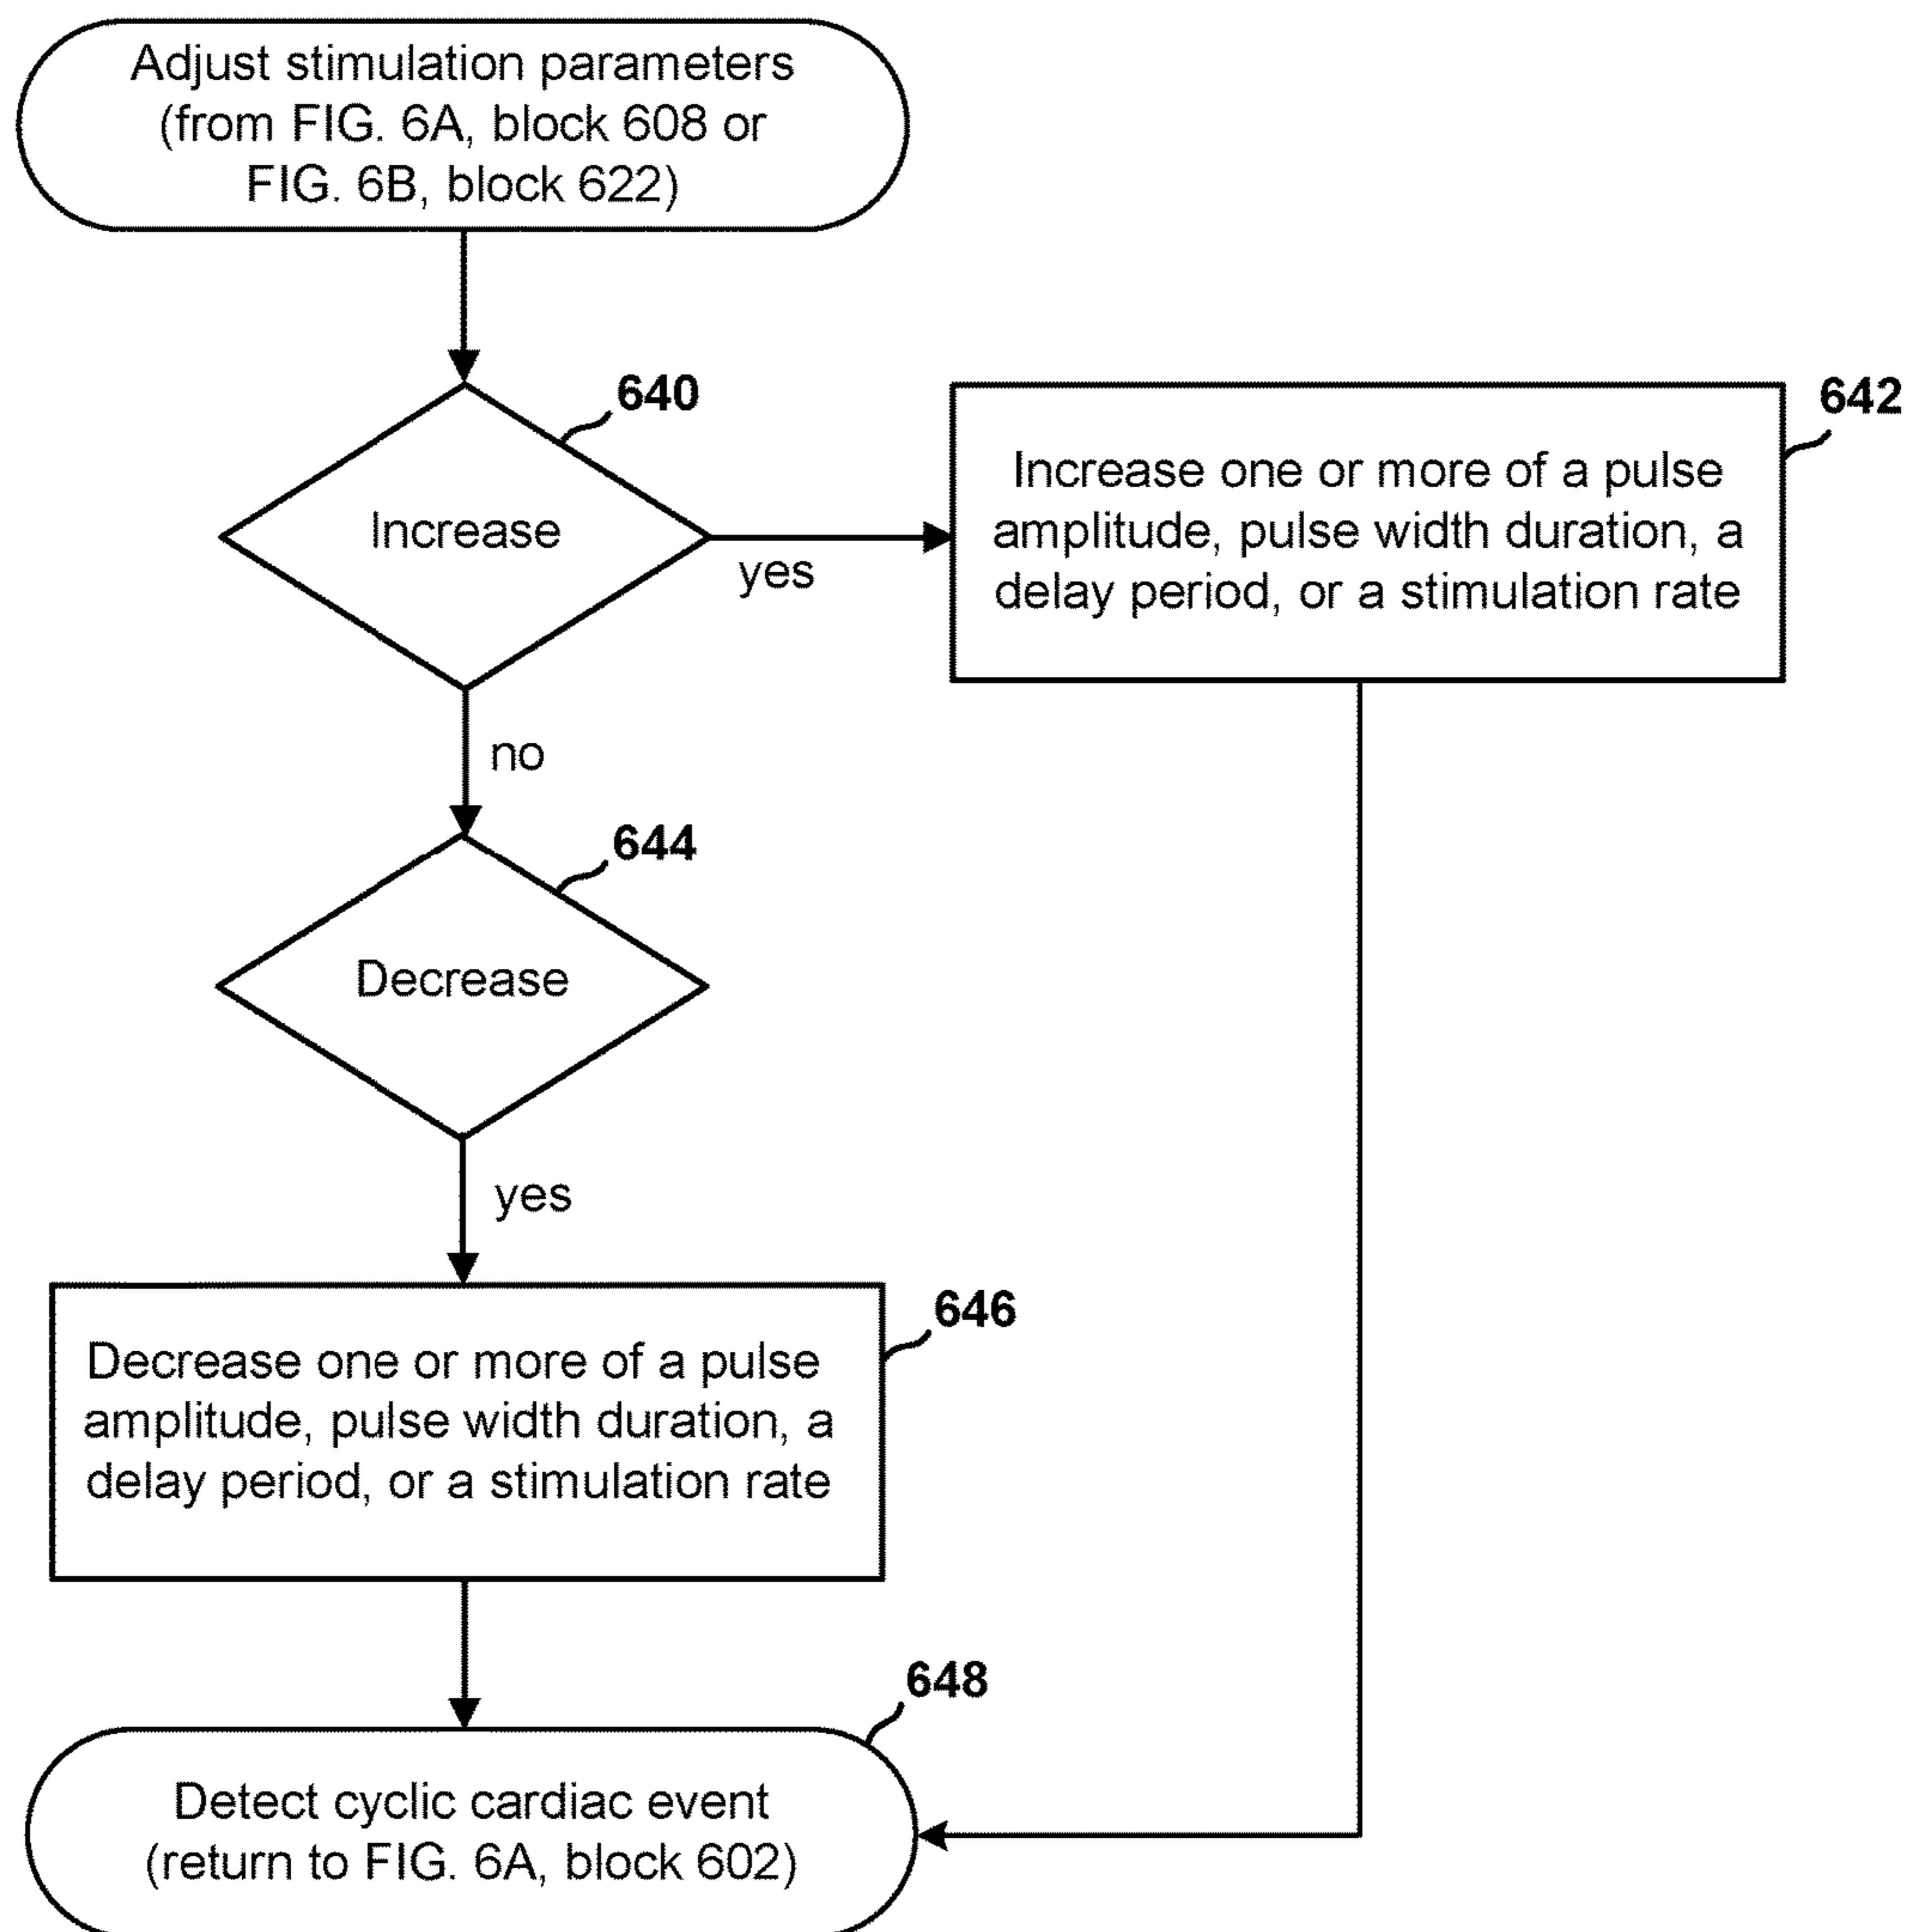 Adjust stimulation parameters
(from FIG. 6A, block 608 or
FIG. 6B, block 622)
640
Increase
yes
642
Increase one or more of a pulse
amplitude, pulse width duration, a
delay period, or a stimulation rate
no
644
Decrease
yes
646
Decrease one or more of a pulse
amplitude, pulse width duration, a
delay period, or a stimulation rate
648
Detect cyclic cardiac event
(return to FIG. 6A, block 602)